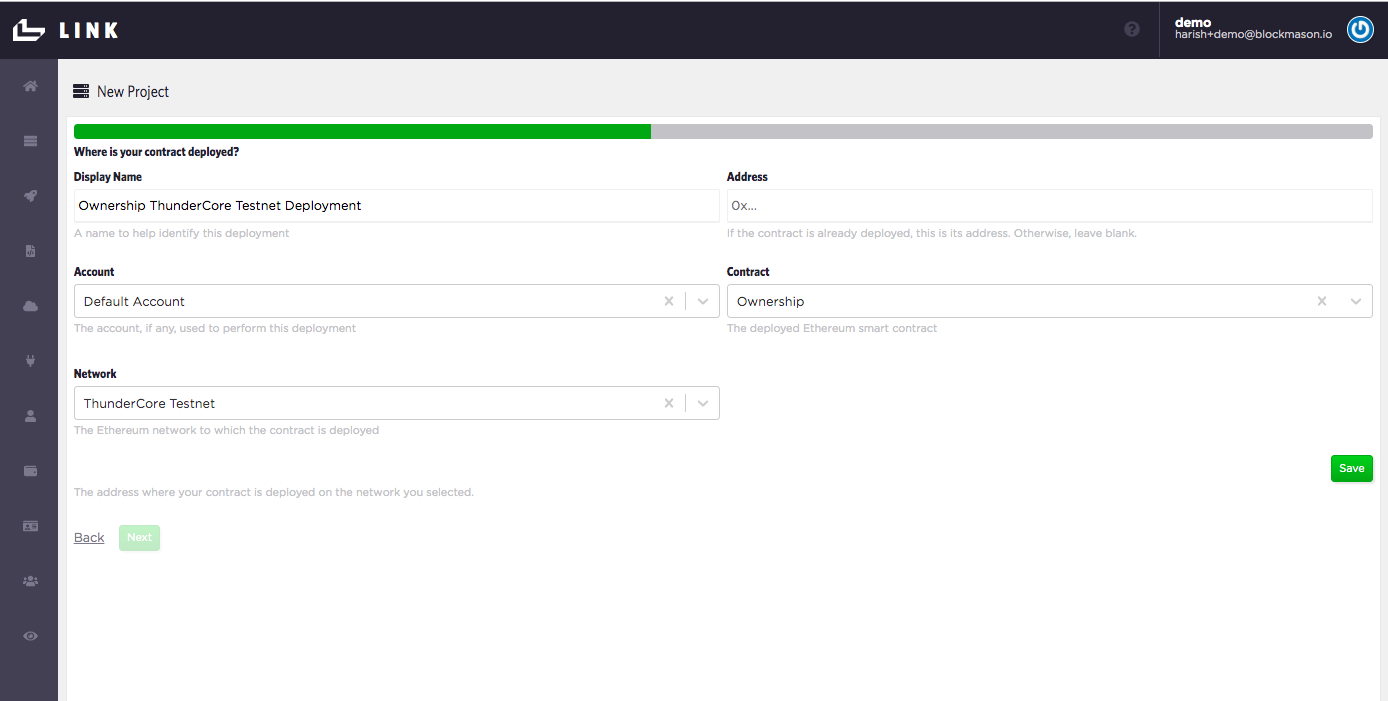 LINK
demo
harish+demo@blockmason.io
New Project
Where is your contract deployed?
Display Name
Address
Ownership ThunderCore Testnet Deployment
0x...
A name to help identify this deployment
If the contract is already deployed, this is its address. Otherwise, leave blank.
Account
Contract
Default Account
Ownership
The account, if any, used to perform this deployment
The deployed Ethereum smart contract
Network
ThunderCore Testnet
The Ethereum network to which the contract is deployed
Save
The address where your contract is deployed on the network you selected.
Back
Next